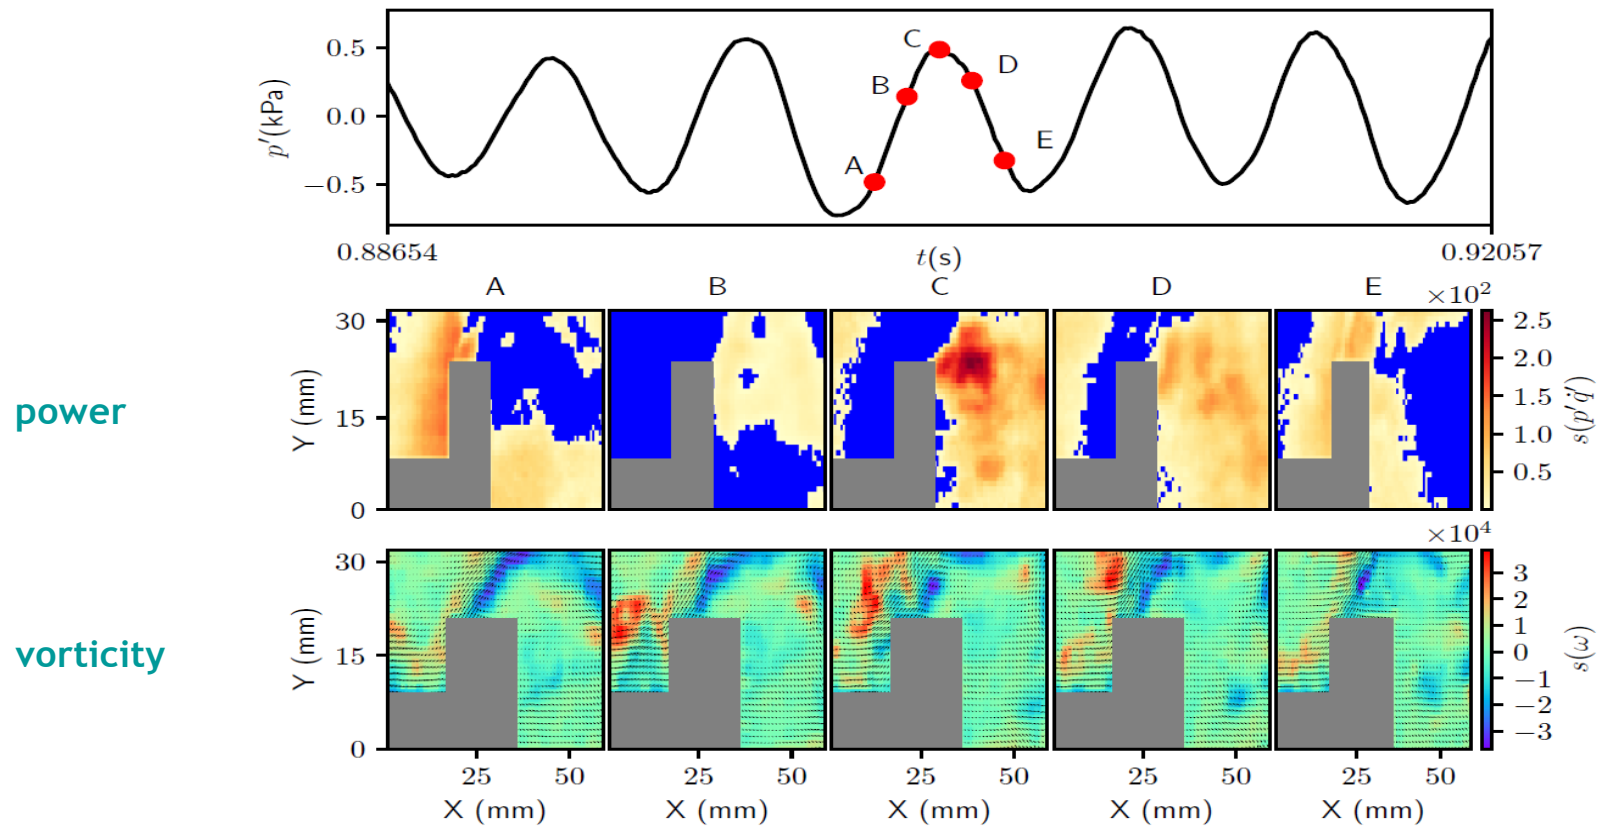 0.5
0.0
−0.5
p′(kPa)
A
B
C
D
E
0.88654
t(s)
0.92057
A B C D E
×10²
power
30
15
0
Y (mm)
2.5
2.0
1.5
1.0
0.5
s(p′q̇′)
×10⁴
vorticity
30
15
0
Y (mm)
3
2
1
0
−1
−2
−3
s(ω)
25 50 25 50 25 50 25 50 25 50
X (mm) X (mm) X (mm) X (mm) X (mm)